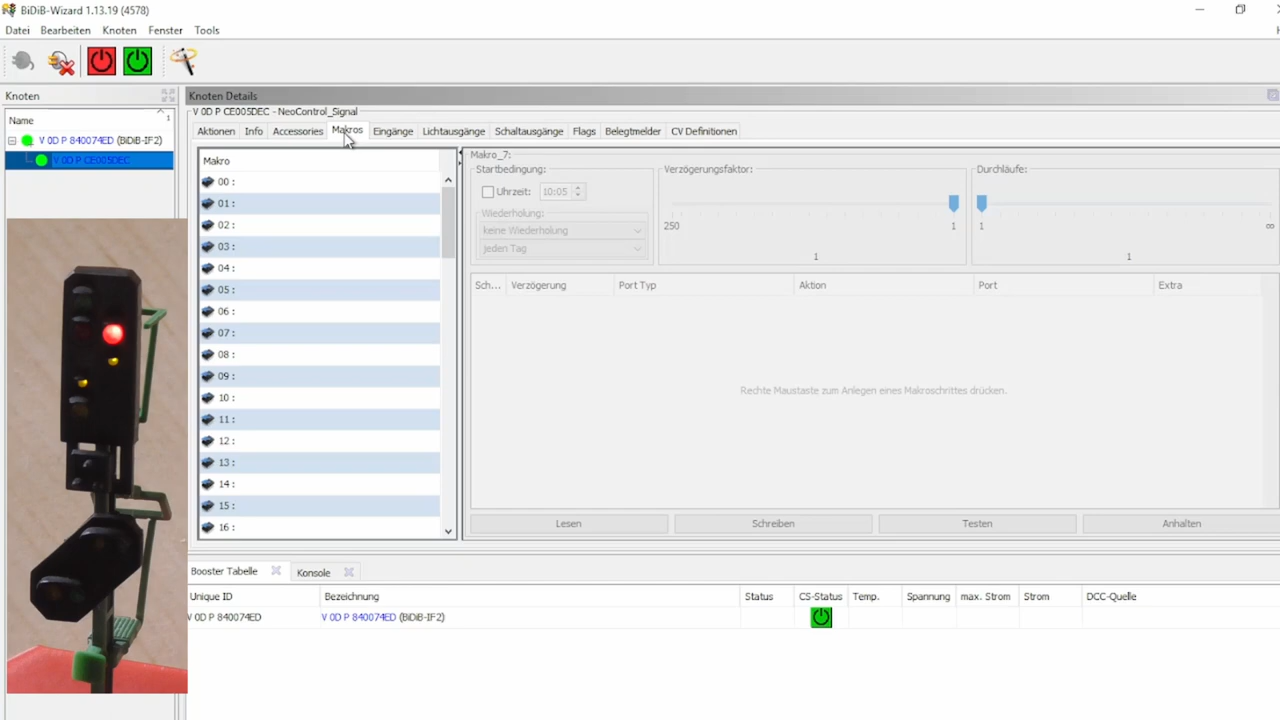 BiDiB-Wizard 1.13.19 (4578)
Datei Bearbeiten Knoten Fenster Tools
Knoten
Knoten Details
Name
1
V 0D P 840074ED (BiDiB-IF2)
V 0D P CE005DEC
V 0D P CE005DEC - NeoControl_Signal
Aktionen Info Accessories Makros Eingänge Lichtausgänge Schaltausgänge Flags Belegtmelder CV Definitionen
Makro
00 :
01 :
02 :
03 :
04 :
05 :
06 :
07 :
08 :
09 :
10 :
11 :
12 :
13 :
14 :
15 :
16 :
Makro_7:
Startbedingung:
Uhrzeit: 10:05
Wiederholung:
keine Wiederholung
jeden Tag
Verzögerungsfaktor:
250 1
1
Durchläufe:
1 ∞
1
Sch... Verzögerung Port Typ Aktion Port Extra
Rechte Maustaste zum Anlegen eines Makroschrittes drücken.
Lesen Schreiben Testen Anhalten
Booster Tabelle Konsole
Unique ID Bezeichnung Status CS-Status Temp. Spannung max. Strom Strom DCC-Quelle
V 0D P 840074ED V 0D P 840074ED (BiDiB-IF2)